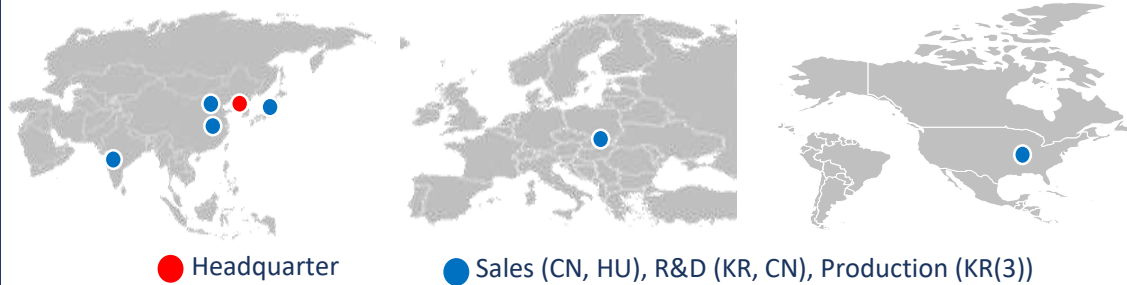 Headquarter
Sales (CN, HU), R&D (KR, CN), Production (KR(3))